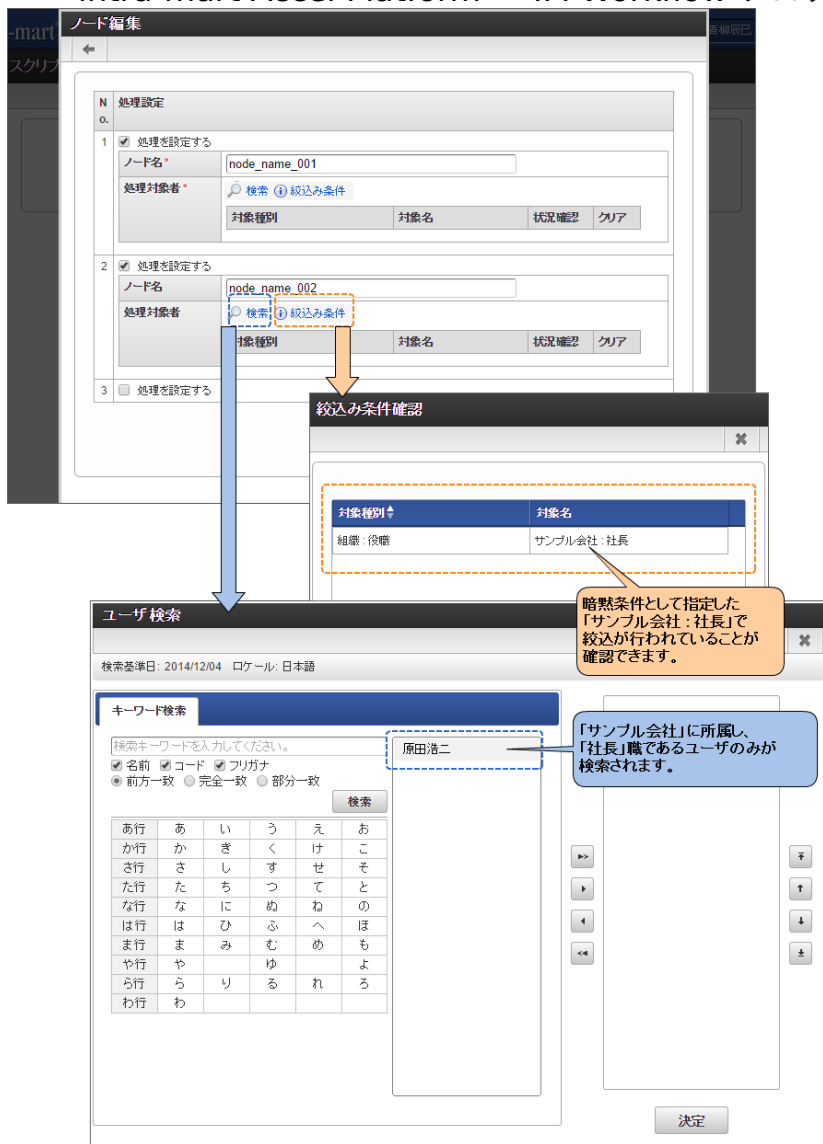 ノード編集
-mart
スクリプ
N
o.
処理設定
1 処理を設定する
ノード名* node_name_001
処理対象者* 検索 絞込み条件
対象種別 対象名 状況確認 クリア
2 処理を設定する
ノード名 node_name_002
処理対象者 検索 絞込み条件
対象種別 対象名 状況確認 クリア
3 処理を設定する
絞込み条件確認
対象種別 対象名
組織 : 役職 サンプル会社 : 社長
暗黙条件として指定した
「サンプル会社 : 社長」で
絞込が行われていることが
確認できます。
ユーザ検索
検索基準日: 2014/12/04 ロケール: 日本語
キーワード検索
検索キーワードを入力してください。
名前 コード フリガナ
前方一致 完全一致 部分一致
検索
原田浩二
「サンプル会社」に所属し、
「社長」職であるユーザのみが
検索されます。
あ行 あ い う え お
か行 か き く け こ
さ行 さ し す せ そ
た行 た ち つ て と
な行 な に ぬ ね の
は行 は ひ ふ へ ほ
ま行 ま み む め も
や行 や ゆ よ
ら行 ら り る れ ろ
わ行 わ
決定